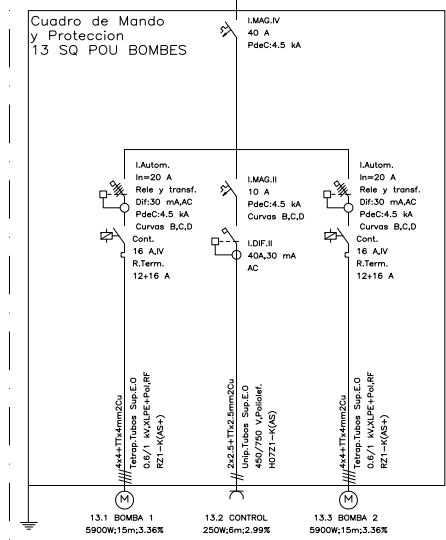 Cuadro de Mando
y Proteccion
13 SQ POU BOMBES
I.MAG.IV
40 A
PdeC:4.5 kA
I.Autom.
In=20 A
Rele y transf.
Dif:30 mA,AC
PdeC:4.5 kA
Curvas B,C,D
Cont.
16 A,IV
R.Term.
12÷16 A
I.MAG.II
10 A
PdeC:4.5 kA
Curvas B,C,D
I.DIF.II
40A,30 mA
AC
I.Autom.
In=20 A
Rele y transf.
Dif:30 mA,AC
PdeC:4.5 kA
Curvas B,C,D
Cont.
16 A,IV
R.Term.
12÷16 A
4x4+TTx4mm2Cu
Tetrap.Tubos Sup.E.O
0.6/1 kV,XLPE+Pol,RF
RZ1-K(AS+)
2x2.5+TTx2.5mm2Cu
Unip.Tubos Sup.E.O
450/750 V,Poliolef.
H07Z1-K(AS)
4x4+TTx4mm2Cu
Tetrap.Tubos Sup.E.O
0.6/1 kV,XLPE+Pol,RF
RZ1-K(AS+)
M
13.1 BOMBA 1
5900W;15m;3.36%
13.2 CONTROL
250W;6m;2.99%
M
13.3 BOMBA 2
5900W;15m;3.36%